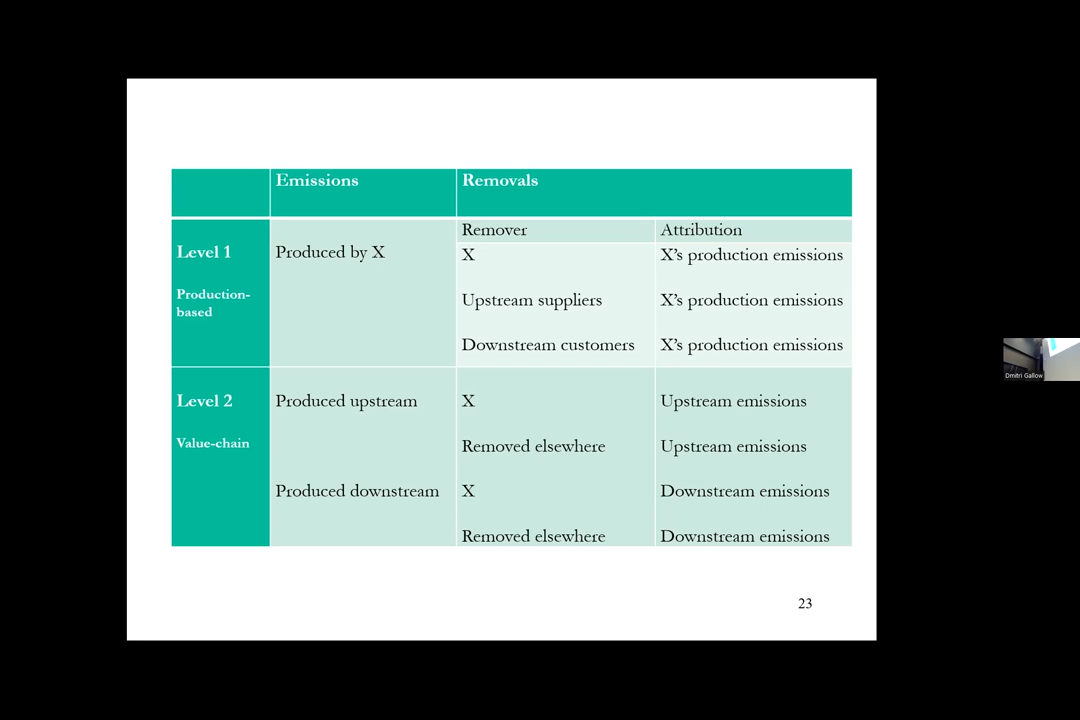 Emissions
Removals
Remover
Attribution
Level 1
Production-
based
Produced by X
X
X's production emissions
Upstream suppliers
X's production emissions
Downstream customers
X's production emissions
Level 2
Value-chain
Produced upstream
X
Upstream emissions
Removed elsewhere
Upstream emissions
Produced downstream
X
Downstream emissions
Removed elsewhere
Downstream emissions
23
Dmitri Gallow